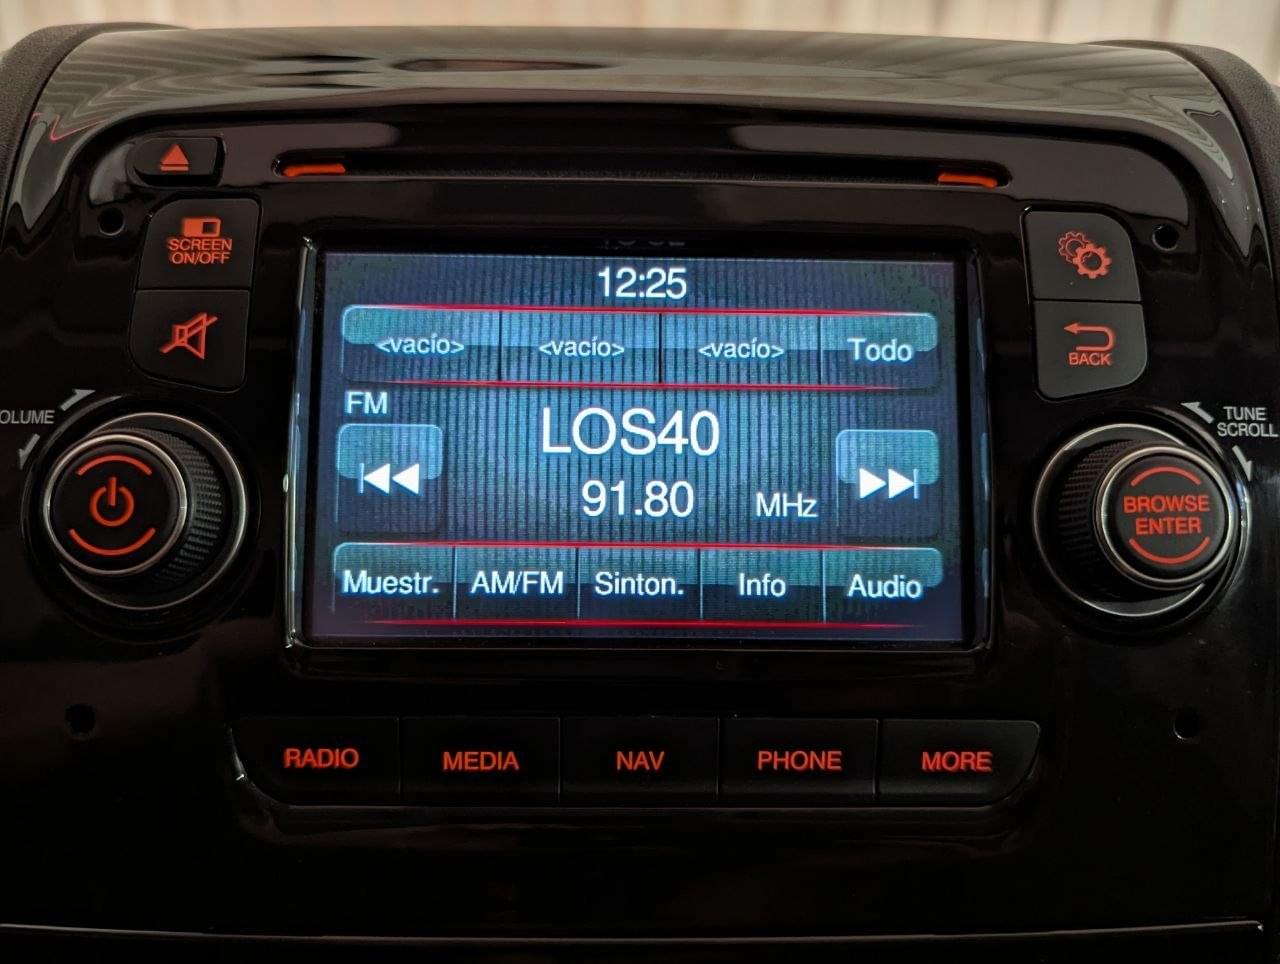 SCREEN
ON/OFF
12:25
<vacío> <vacío> <vacío> Todo
FM
LOS40
91.80 MHz
Muestr. AM/FM Sinton. Info Audio
BACK
OLUME
TUNE
SCROLL
BROWSE
ENTER
RADIO MEDIA NAV PHONE MORE